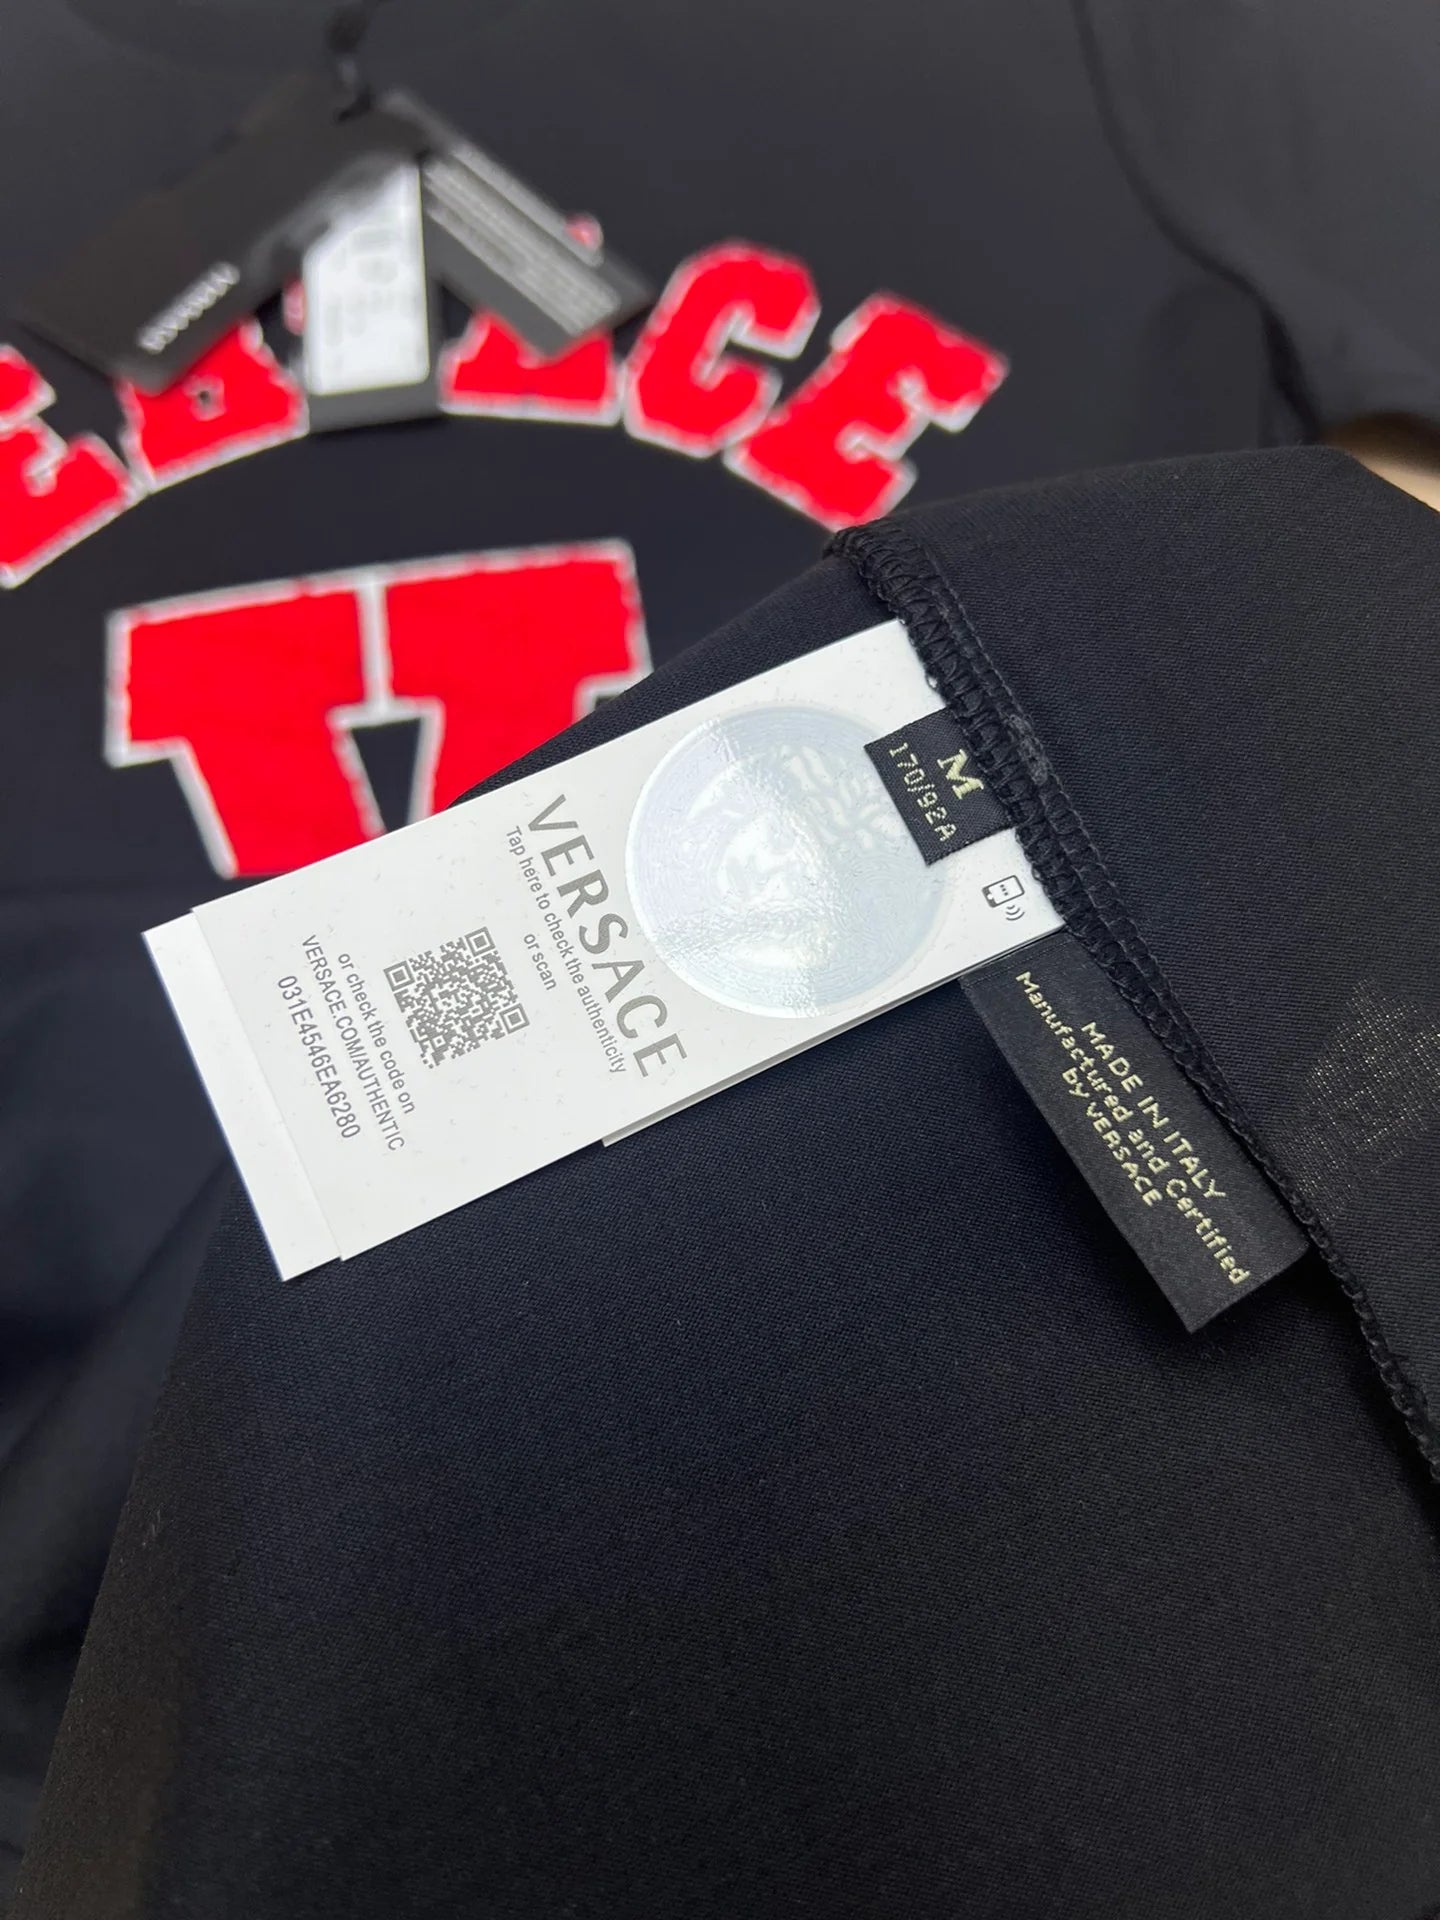 ERSACE
V
M
170/92A
VERSACE
Tap here to check the authenticity
or scan
or check the code on
VERSACE.COM/AUTHENTIC
031E4546EA6280
MADE IN ITALY
Manufactured and Certified
by VERSACE